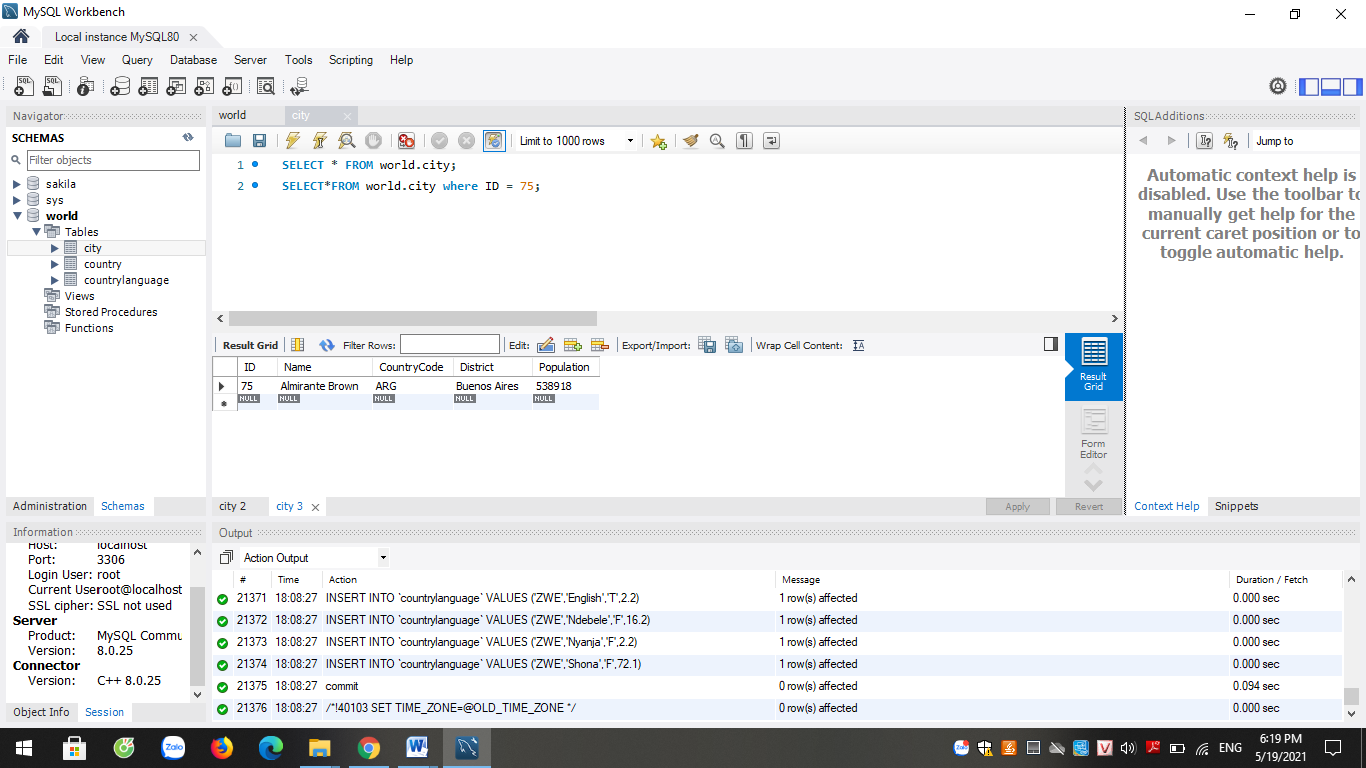 MySQL Workbench
Local instance MySQL80
File Edit View Query Database Server Tools Scripting Help
Navigator
SCHEMAS
Filter objects
sakila
sys
world
Tables
city
country
countrylanguage
Views
Stored Procedures
Functions
Administration Schemas
Information
Host: localhost
Port: 3306
Login User: root
Current User: root@localhost
SSL cipher: SSL not used
Server
Product: MySQL Commu
Version: 8.0.25
Connector
Version: C++ 8.0.25
Object Info Session
world city
Limit to 1000 rows
1 SELECT * FROM world.city;
2 SELECT*FROM world.city where ID = 75;
Result Grid Filter Rows: Edit: Export/Import: Wrap Cell Content:
ID Name CountryCode District Population
75 Almirante Brown ARG Buenos Aires 538918
NULL NULL NULL NULL NULL
Result Grid
Form Editor
city 2 city 3
Apply Revert
SQLAdditions
Jump to
Automatic context help is
disabled. Use the toolbar to
manually get help for the
current caret position or to
toggle automatic help.
Context Help Snippets
Output
Action Output
# Time Action Message Duration / Fetch
21371 18:08:27 INSERT INTO `countrylanguage` VALUES ('ZWE','English','T',2.2) 1 row(s) affected 0.000 sec
21372 18:08:27 INSERT INTO `countrylanguage` VALUES ('ZWE','Ndebele','F',16.2) 1 row(s) affected 0.000 sec
21373 18:08:27 INSERT INTO `countrylanguage` VALUES ('ZWE','Nyanja','F',2.2) 1 row(s) affected 0.000 sec
21374 18:08:27 INSERT INTO `countrylanguage` VALUES ('ZWE','Shona','F',72.1) 1 row(s) affected 0.000 sec
21375 18:08:27 commit 0 row(s) affected 0.094 sec
21376 18:08:27 /*!40103 SET TIME_ZONE=@OLD_TIME_ZONE */ 0 row(s) affected 0.000 sec
Zalo
ENG
6:19 PM
5/19/2021